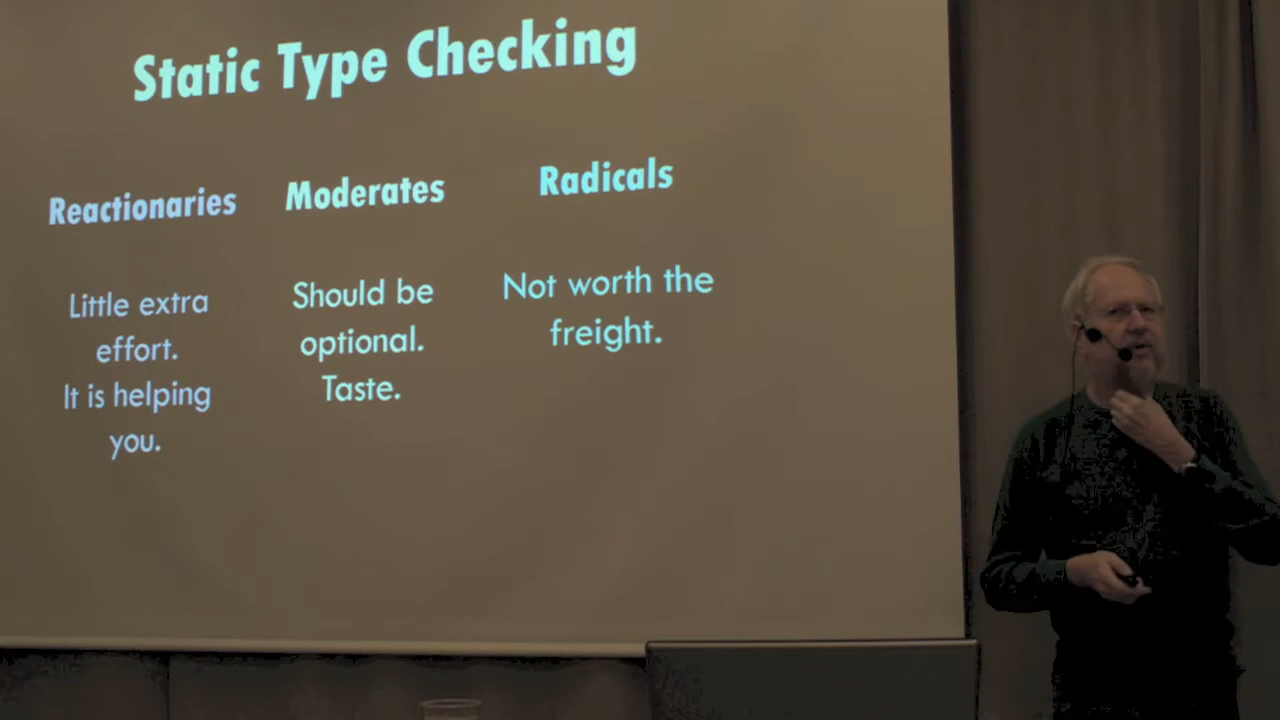 Static Type Checking
Reactionaries
Little extra
effort.
It is helping
you.
Moderates
Should be
optional.
Taste.
Radicals
Not worth the
freight.